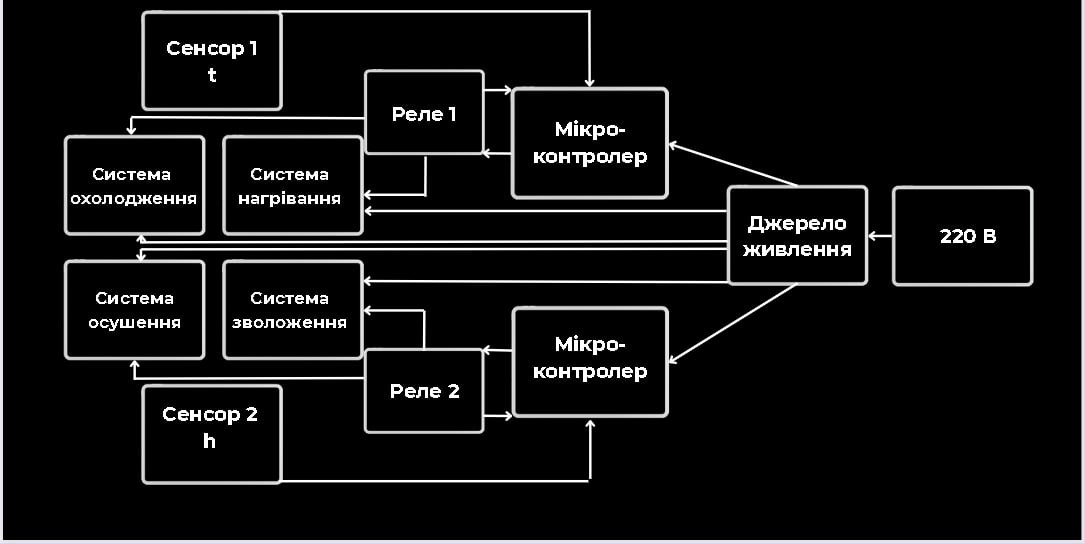 Сенсор 1
t
Реле 1
Мікро-
контролер
Система
охолодження
Система
нагрівання
Джерело
живлення
220 В
Система
осушення
Система
зволоження
Мікро-
контролер
Реле 2
Сенсор 2
h